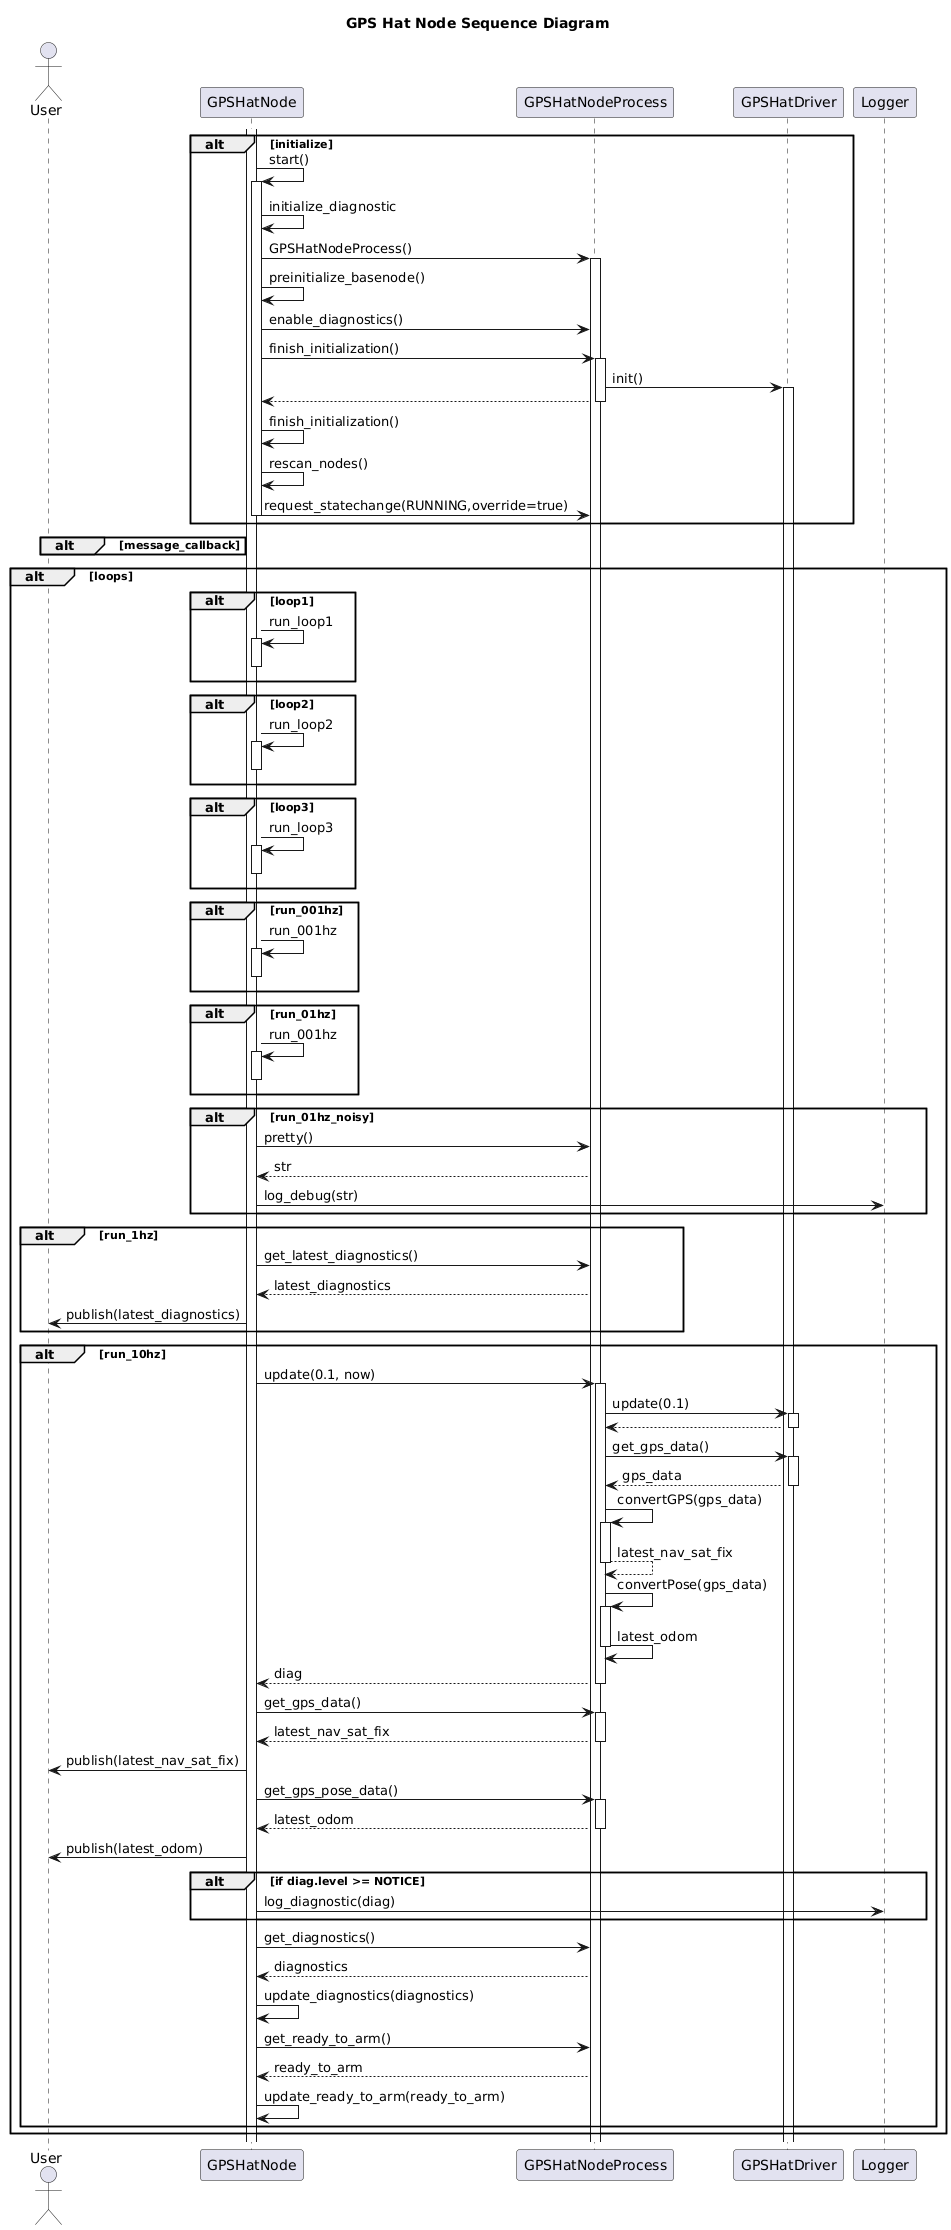 GPS Hat Node Sequence Diagram
User
GPSHatNode
GPSHatNodeProcess
GPSHatDriver
Logger
alt [initialize]
start()
initialize_diagnostic
GPSHatNodeProcess()
preinitialize_basenode()
enable_diagnostics()
finish_initialization()
init()
finish_initialization()
rescan_nodes()
request_statechange(RUNNING,override=true)
alt [message_callback]
alt [loops]
alt [loop1]
run_loop1
alt [loop2]
run_loop2
alt [loop3]
run_loop3
alt [run_001hz]
run_001hz
alt [run_01hz]
run_001hz
alt [run_01hz_noisy]
pretty()
str
log_debug(str)
alt [run_1hz]
get_latest_diagnostics()
latest_diagnostics
publish(latest_diagnostics)
alt [run_10hz]
update(0.1, now)
update(0.1)
get_gps_data()
gps_data
convertGPS(gps_data)
latest_nav_sat_fix
convertPose(gps_data)
latest_odom
diag
get_gps_data()
latest_nav_sat_fix
publish(latest_nav_sat_fix)
get_gps_pose_data()
latest_odom
publish(latest_odom)
alt [if diag.level >= NOTICE]
log_diagnostic(diag)
get_diagnostics()
diagnostics
update_diagnostics(diagnostics)
get_ready_to_arm()
ready_to_arm
update_ready_to_arm(ready_to_arm)
User
GPSHatNode
GPSHatNodeProcess
GPSHatDriver
Logger